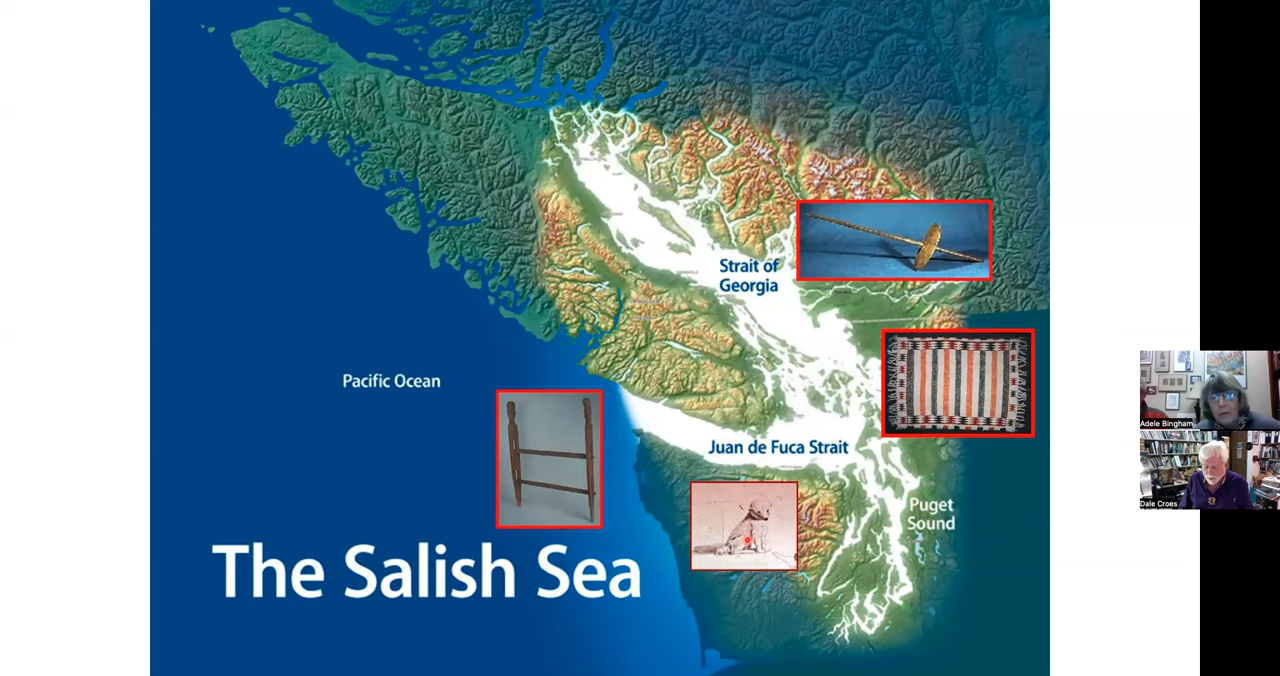 Strait of
Georgia
Pacific Ocean
Juan de Fuca Strait
Puget
Sound
The Salish Sea
Adele Bingham
Dale Croes